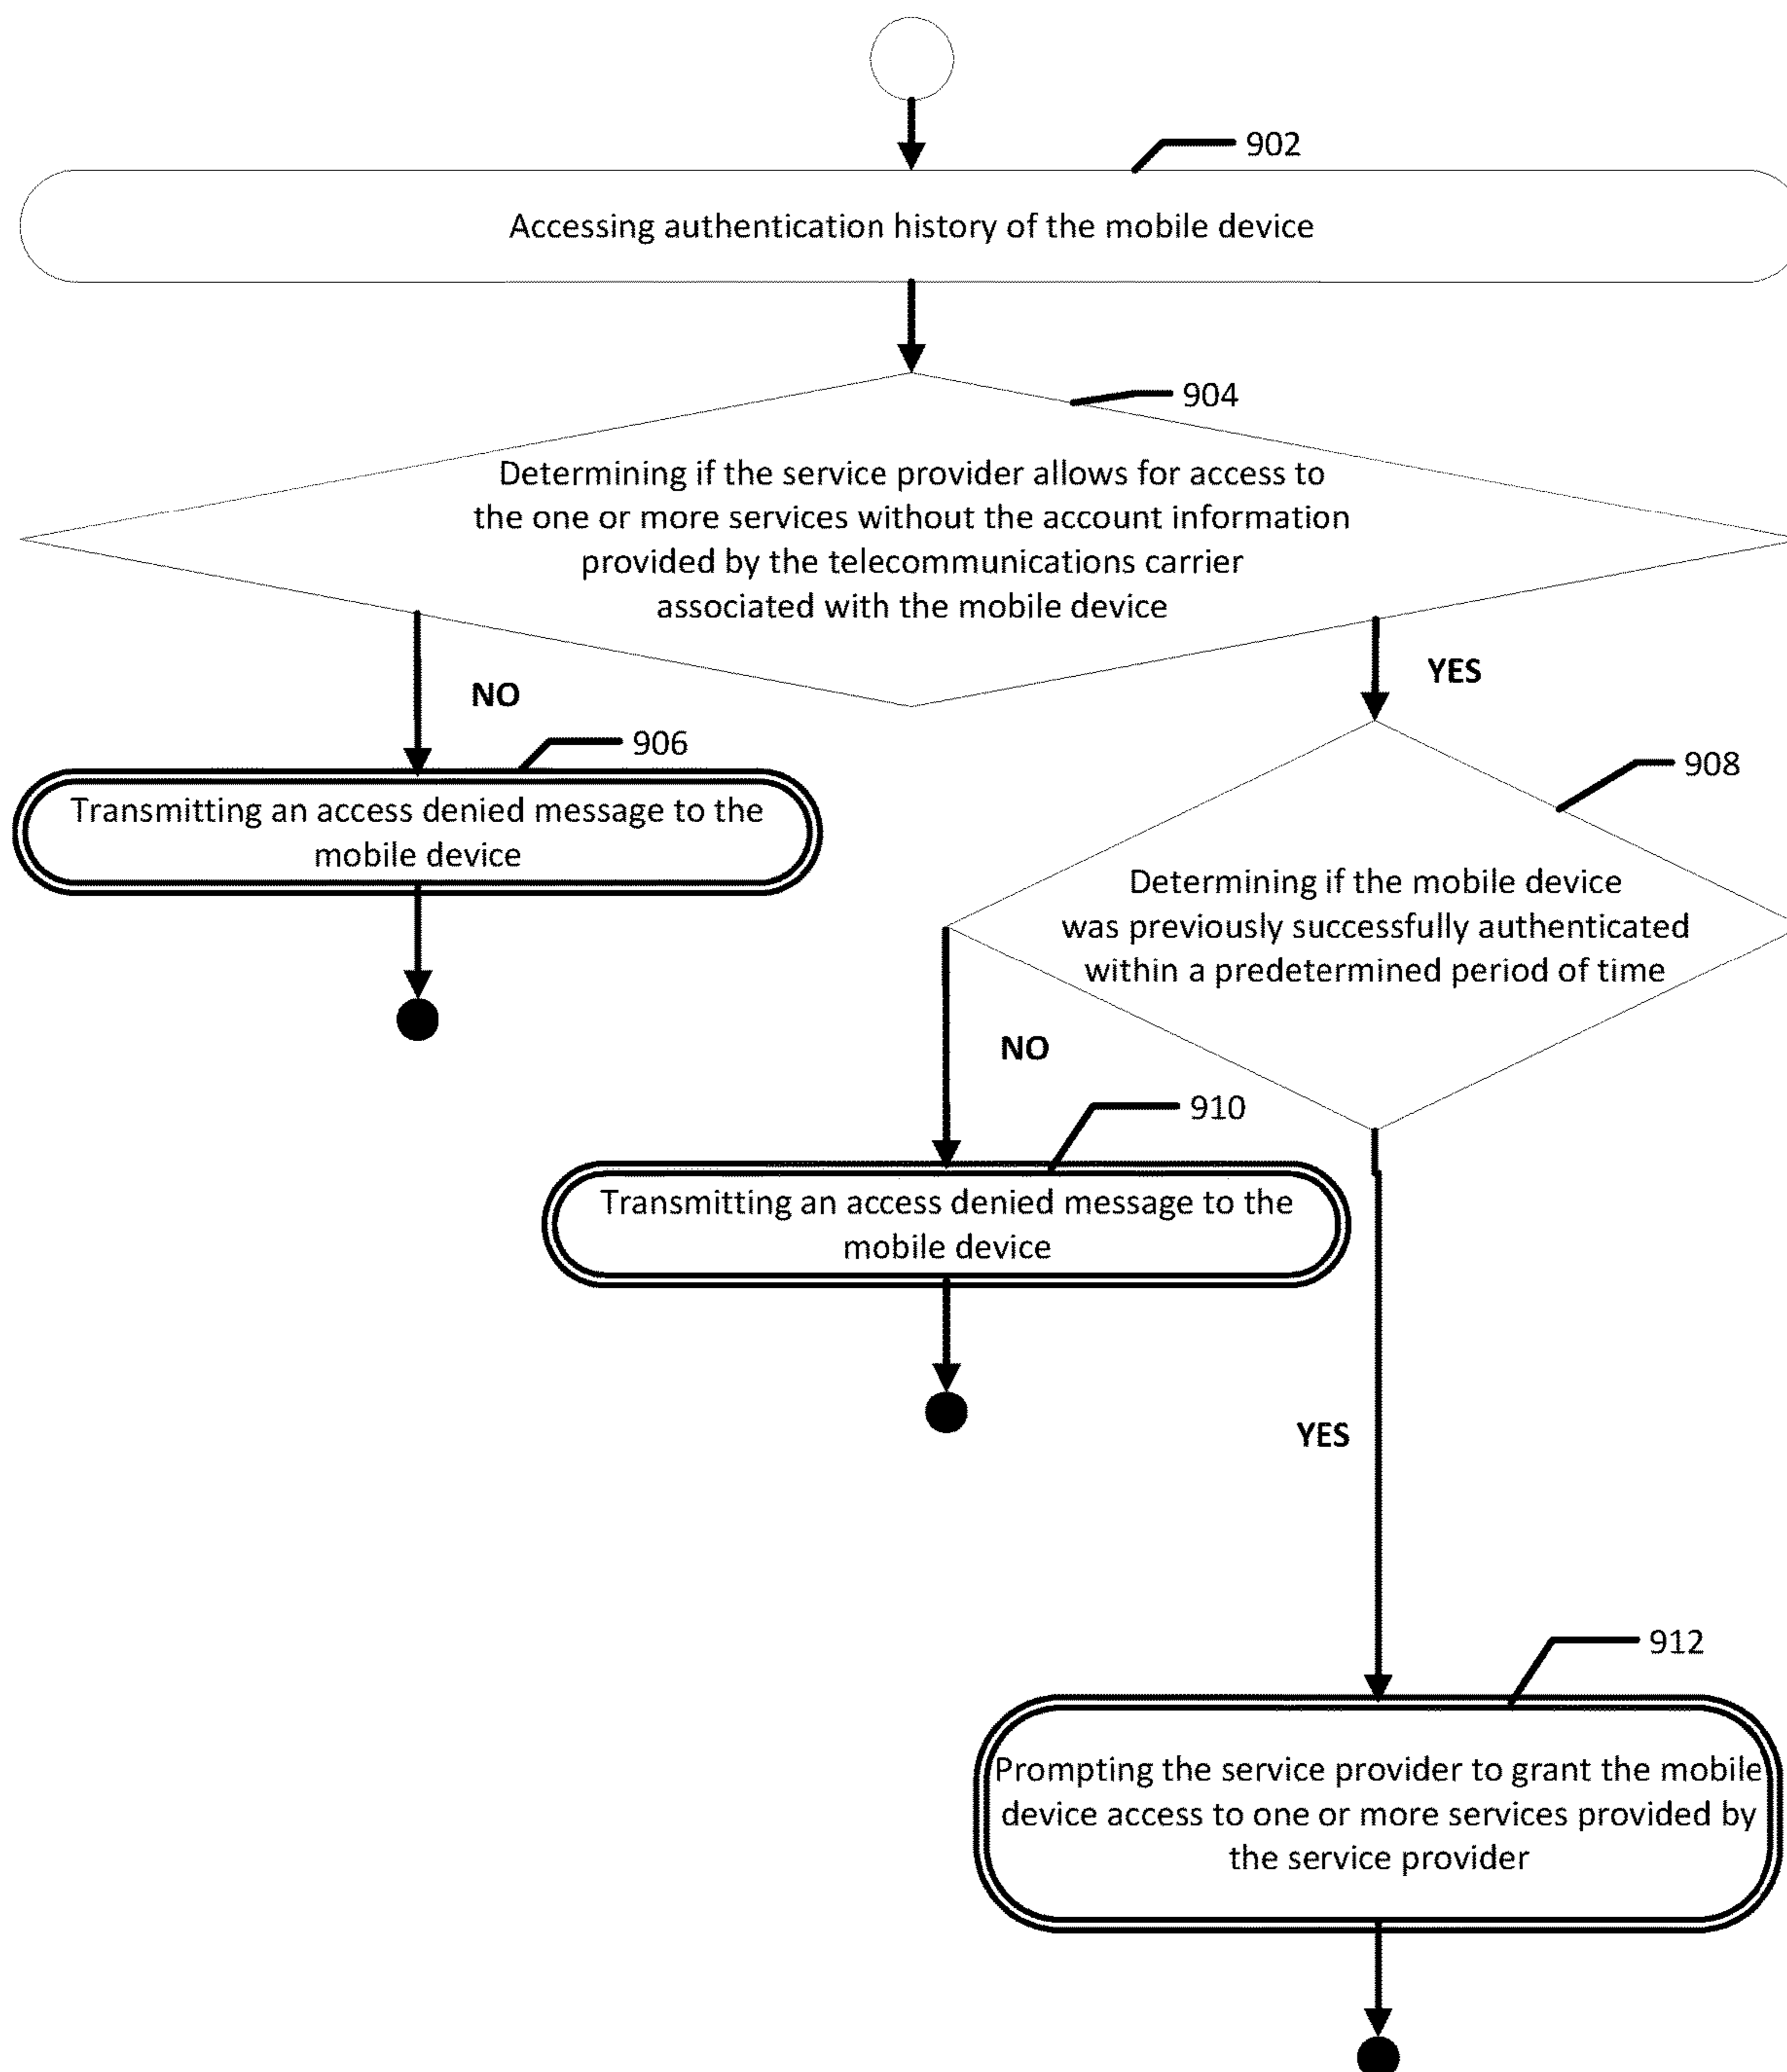 902
Accessing authentication history of the mobile device
904
Determining if the service provider allows for access to
the one or more services without the account information
provided by the telecommunications carrier
associated with the mobile device
NO
YES
906
Transmitting an access denied message to the
mobile device
908
Determining if the mobile device
was previously successfully authenticated
within a predetermined period of time
NO
910
Transmitting an access denied message to the
mobile device
YES
912
Prompting the service provider to grant the mobile
device access to one or more services provided by
the service provider